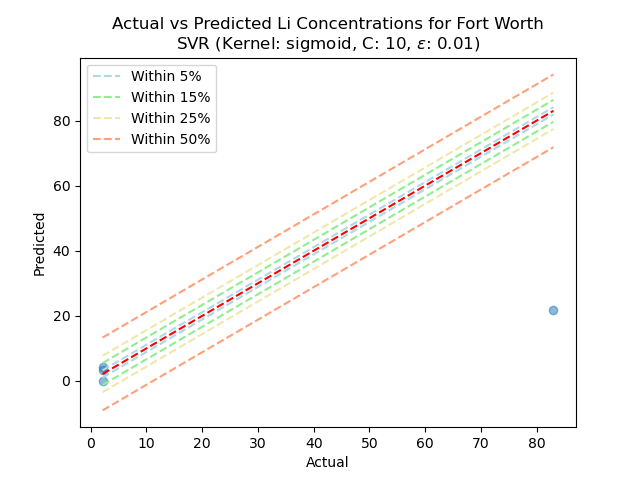 Actual vs Predicted Li Concentrations for Fort Worth
SVR (Kernel: sigmoid, C: 10, ε: 0.01)
Within 5%
Within 15%
Within 25%
Within 50%
Predicted
80
60
40
20
0
0 10 20 30 40 50 60 70 80
Actual